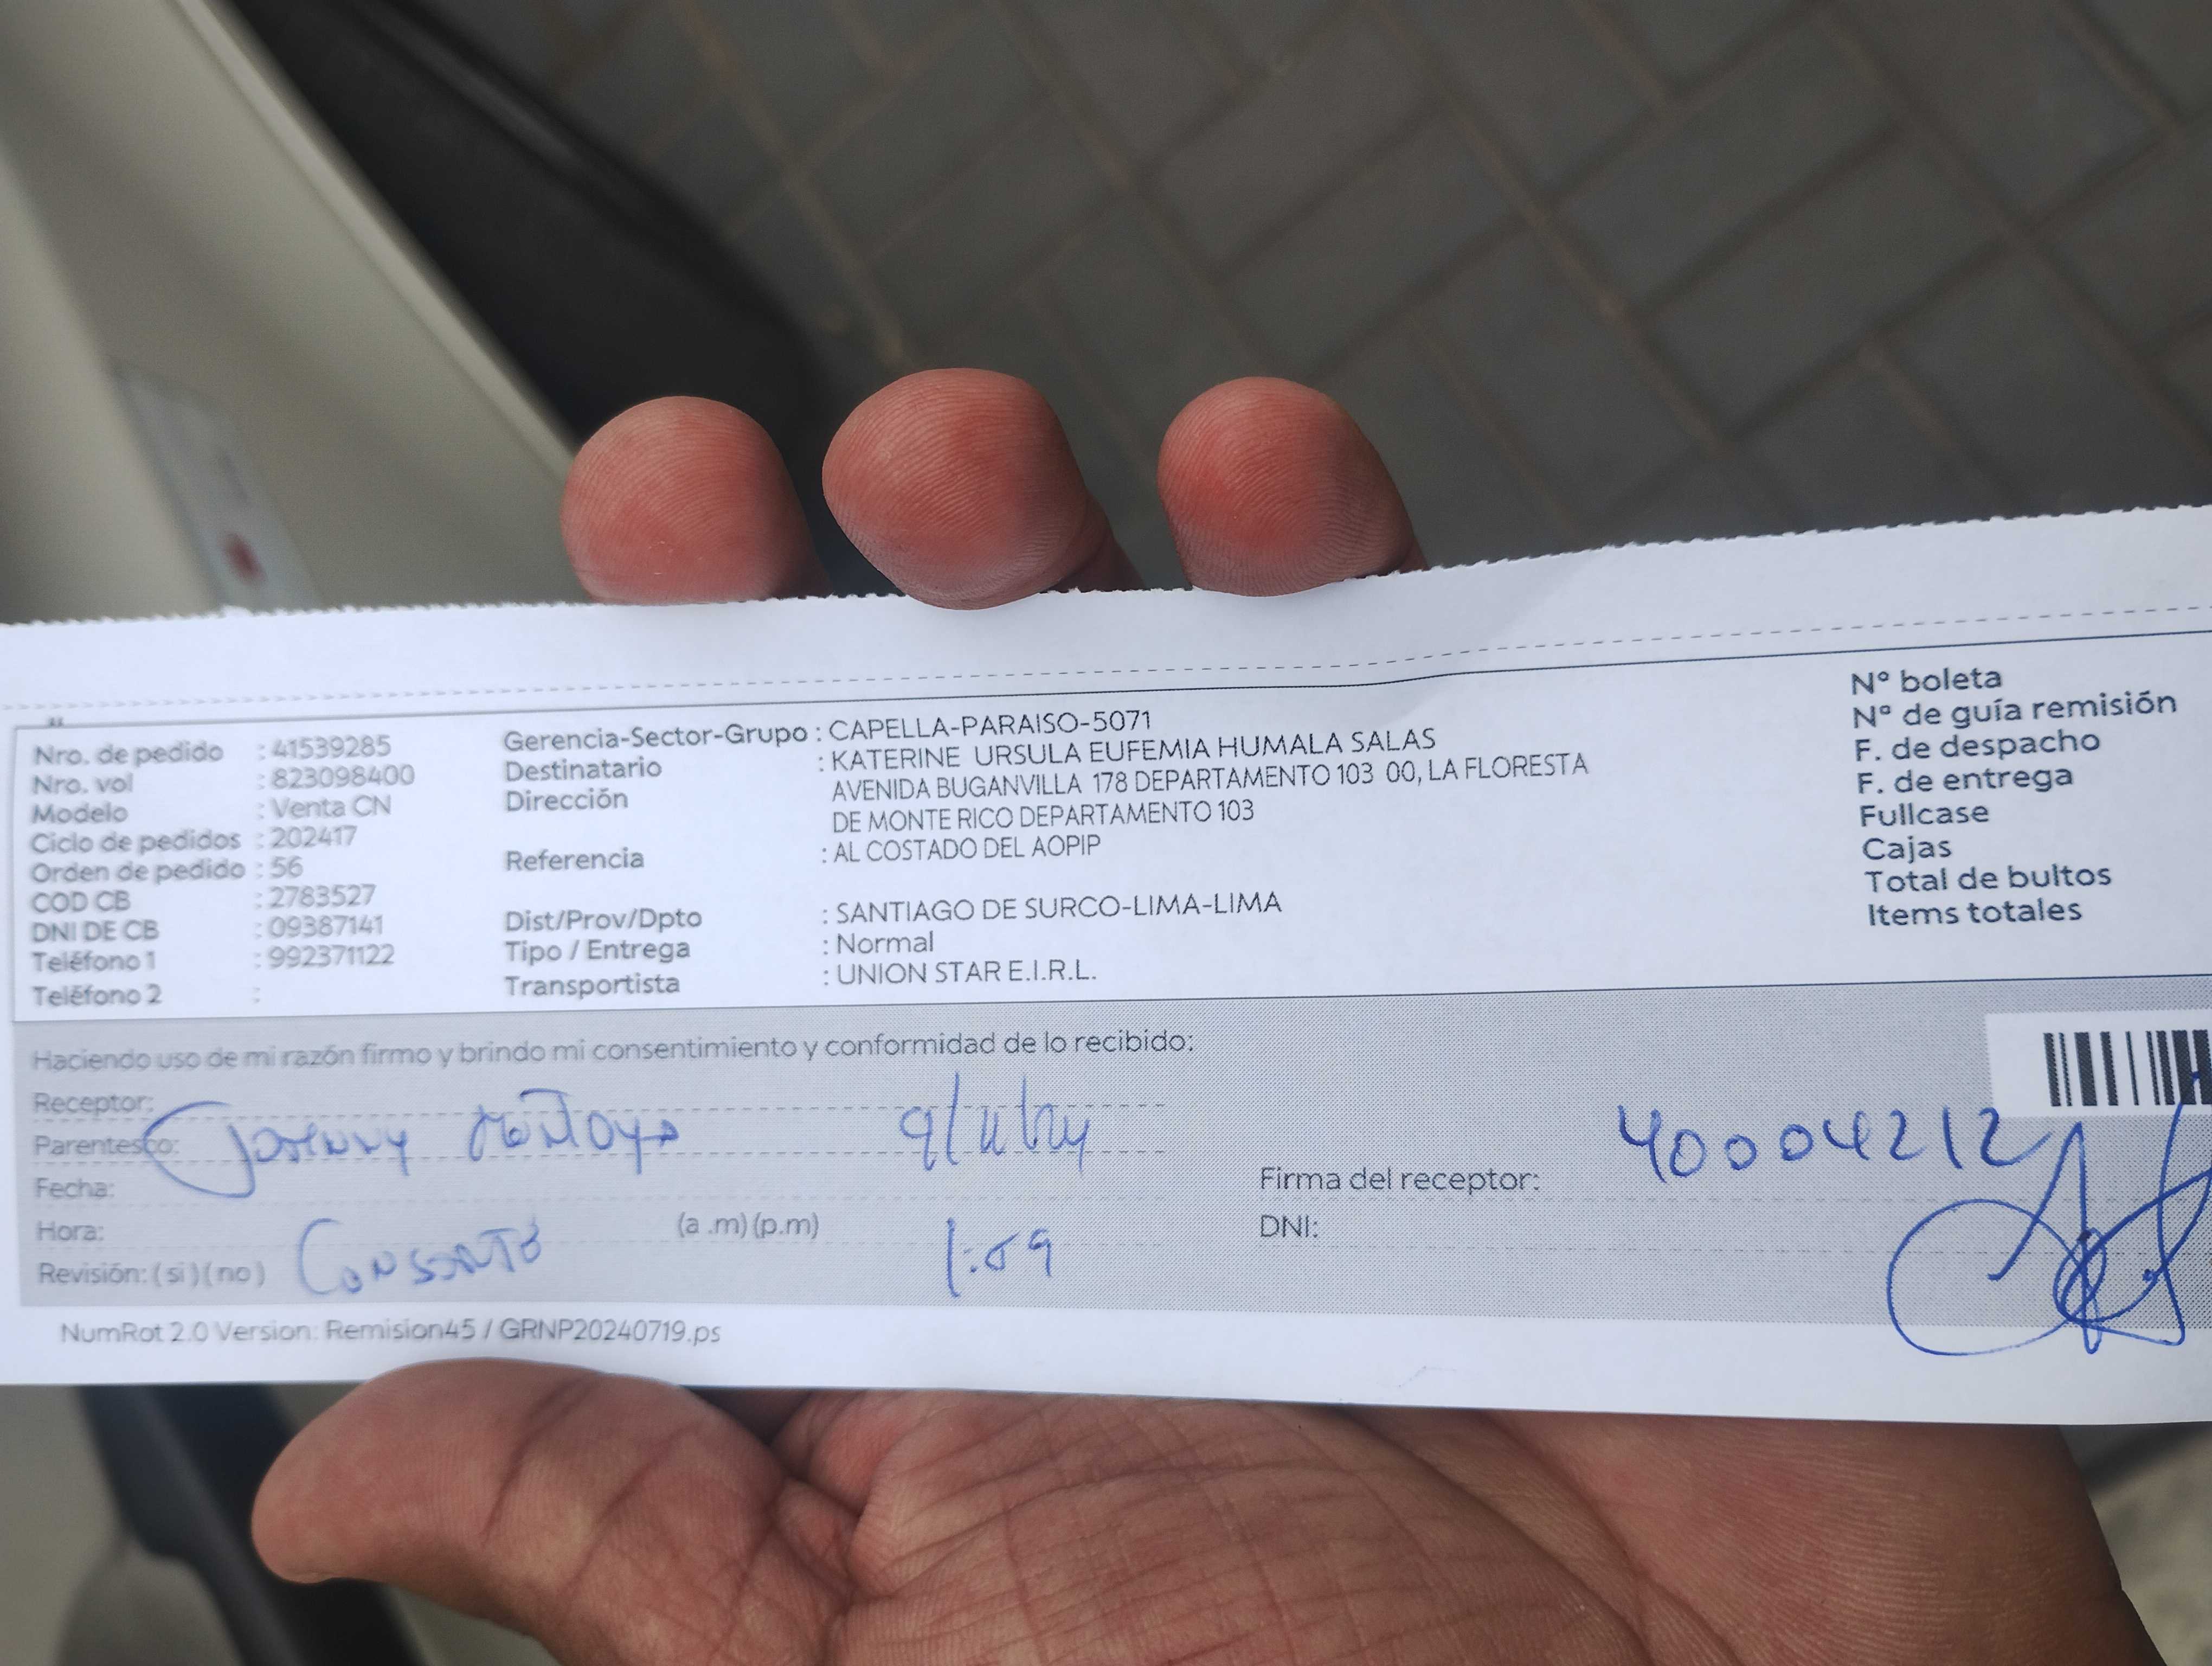 Nro. de pedido : 41539285
Nro. vol : 823098400
Modelo : Venta CN
Ciclo de pedidos : 202417
Orden de pedido : 56
COD CB : 2783527
DNI DE CB : 09387141
Teléfono 1 : 992371122
Teléfono 2 :
Gerencia-Sector-Grupo : CAPELLA-PARAISO-5071
Destinatario : KATERINE URSULA EUFEMIA HUMALA SALAS
Dirección AVENIDA BUGANVILLA 178 DEPARTAMENTO 103 00, LA FLORESTA
DE MONTE RICO DEPARTAMENTO 103
Referencia : AL COSTADO DEL AOPIP
Dist/Prov/Dpto : SANTIAGO DE SURCO-LIMA-LIMA
Tipo / Entrega : Normal
Transportista : UNION STAR E.I.R.L.
N° boleta
N° de guía remisión
F. de despacho
F. de entrega
Fullcase
Cajas
Total de bultos
Items totales
Haciendo uso de mi razón firmo y brindo mi consentimiento y conformidad de lo recibido:
Receptor:
Parentesco: Johnny Montoya
Fecha:
Hora: (a .m) (p.m) 1:09
Revisión: ( si ) ( no )
40004212
Firma del receptor:
DNI:
NumRot 2.0 Version: Remision45 / GRNP20240719.ps